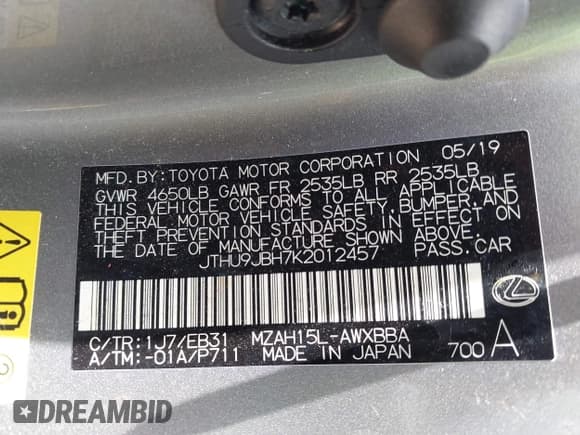 MFD.BY:TOYOTA MOTOR CORPORATION 05/19
GVWR 4650LB GAWR FR 2535LB RR 2535LB
THIS VEHICLE CONFORMS TO ALL APPLICABLE
FEDERAL MOTOR VEHICLE SAFETY, BUMPER, AND
THEFT PREVENTION STANDARDS IN EFFECT ON
THE DATE OF MANUFACTURE SHOWN ABOVE.
JTHU9JBH7K2012457 PASS.CAR
C/TR:1J7/EB31 MZAH15L-AWXBBA
A/TM:-01A/P711 MADE IN JAPAN 700 A
DREAMBID